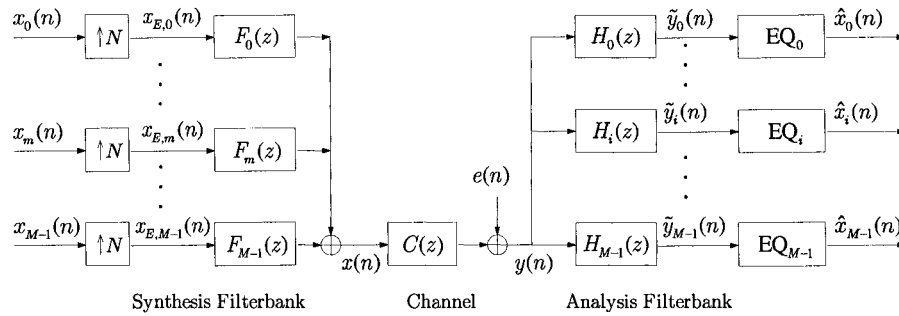 x_0(n) ↑N x_{E,0}(n) F_0(z) H_0(z) ỹ_0(n) EQ_0 x̂_0(n)
x_m(n) ↑N x_{E,m}(n) F_m(z) H_i(z) ỹ_i(n) EQ_i x̂_i(n)
e(n)
x_{M-1}(n) ↑N x_{E,M-1}(n) F_{M-1}(z) x(n) C(z) y(n) H_{M-1}(z) ỹ_{M-1}(n) EQ_{M-1} x̂_{M-1}(n)
Synthesis Filterbank Channel Analysis Filterbank